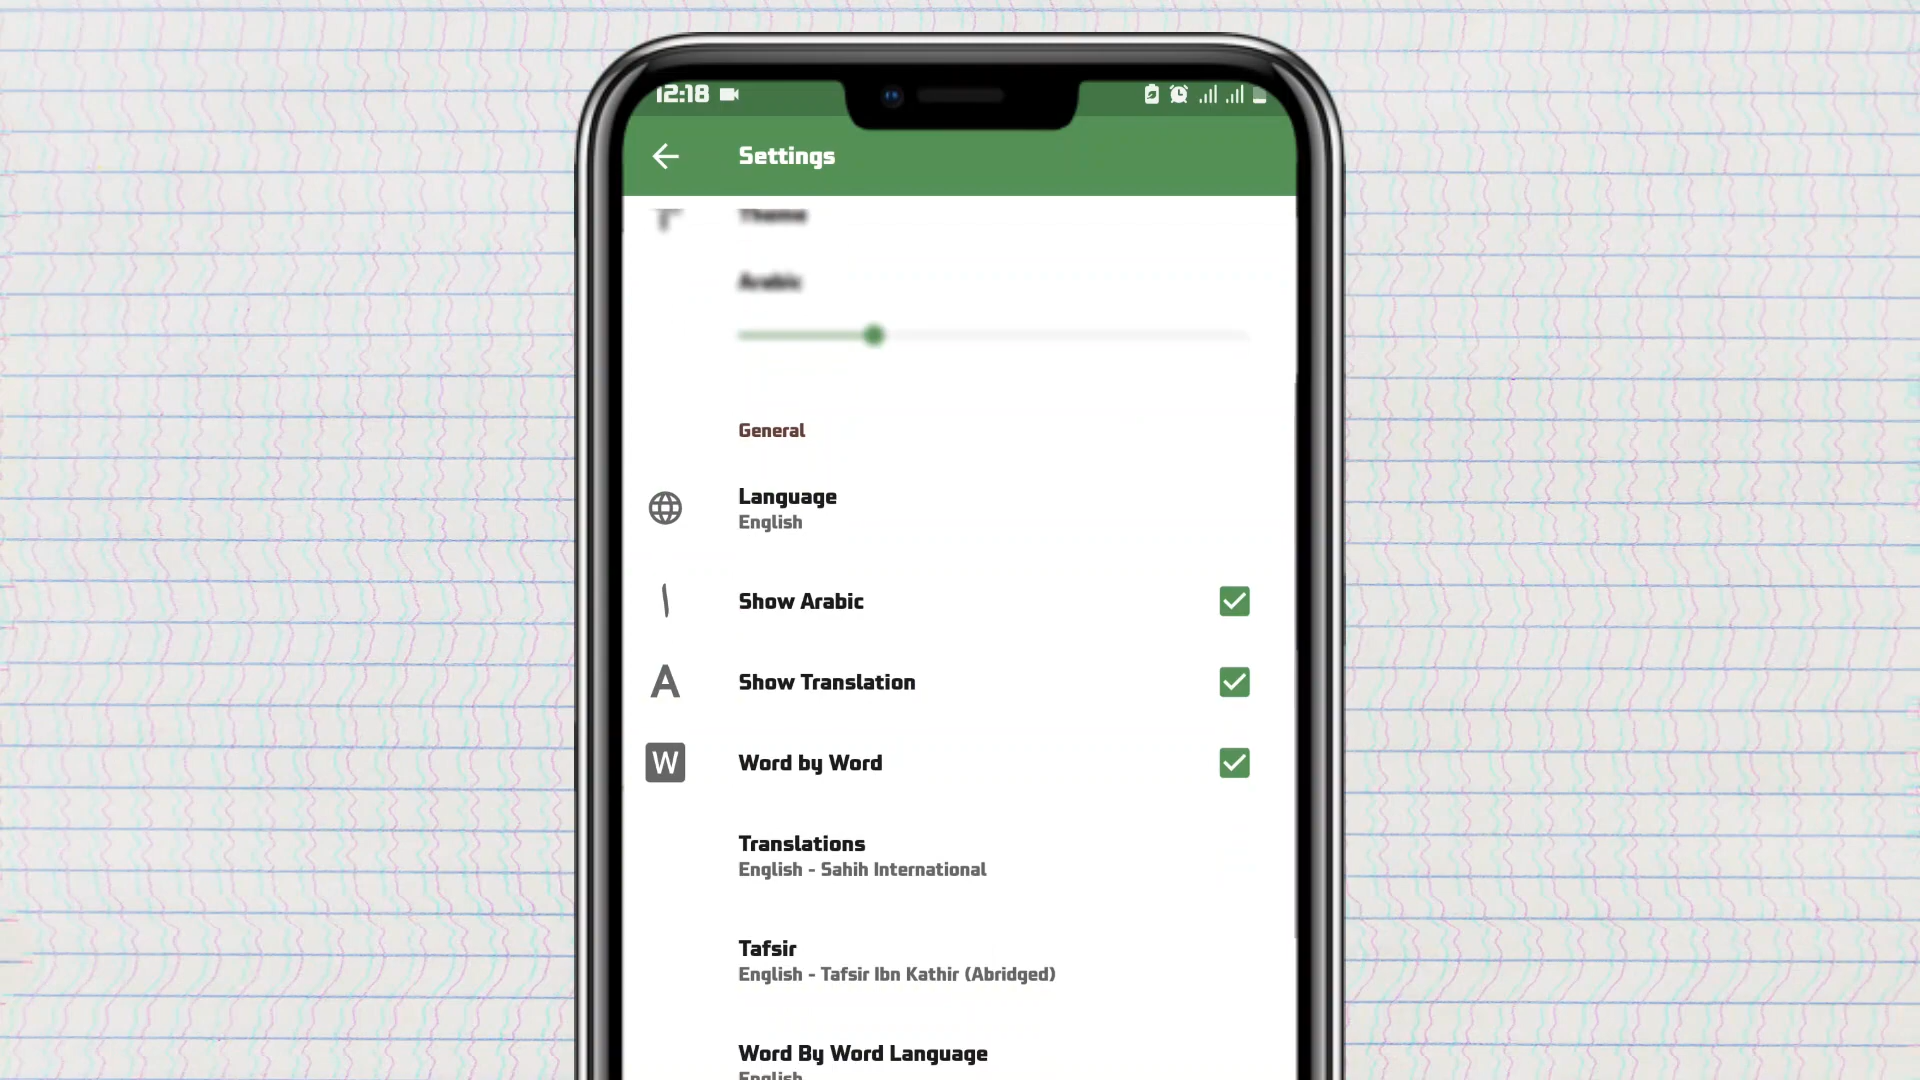 12:18
Settings
Theme
Arabic
General
Language
English
Show Arabic
A
Show Translation
W
Word by Word
Translations
English - Sahih International
Tafsir
English - Tafsir Ibn Kathir (Abridged)
Word By Word Language
English